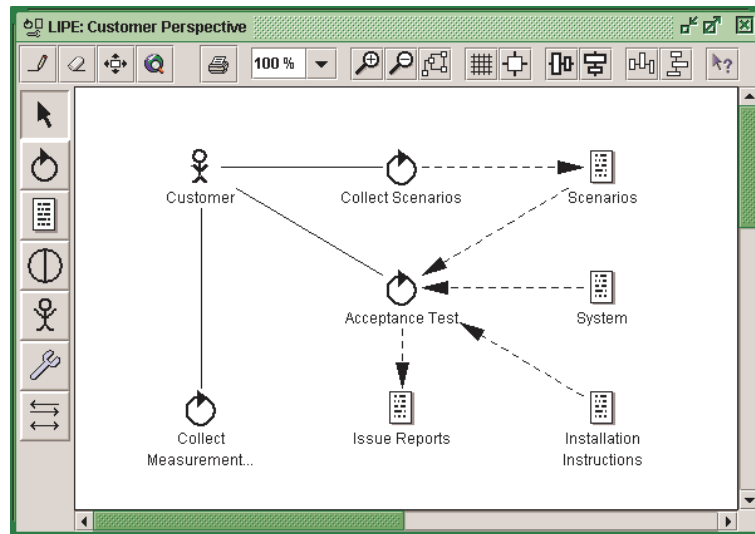 LIPE: Customer Perspective
100 %
Customer
Collect Scenarios
Scenarios
Acceptance Test
System
Collect
Measurement...
Issue Reports
Installation
Instructions